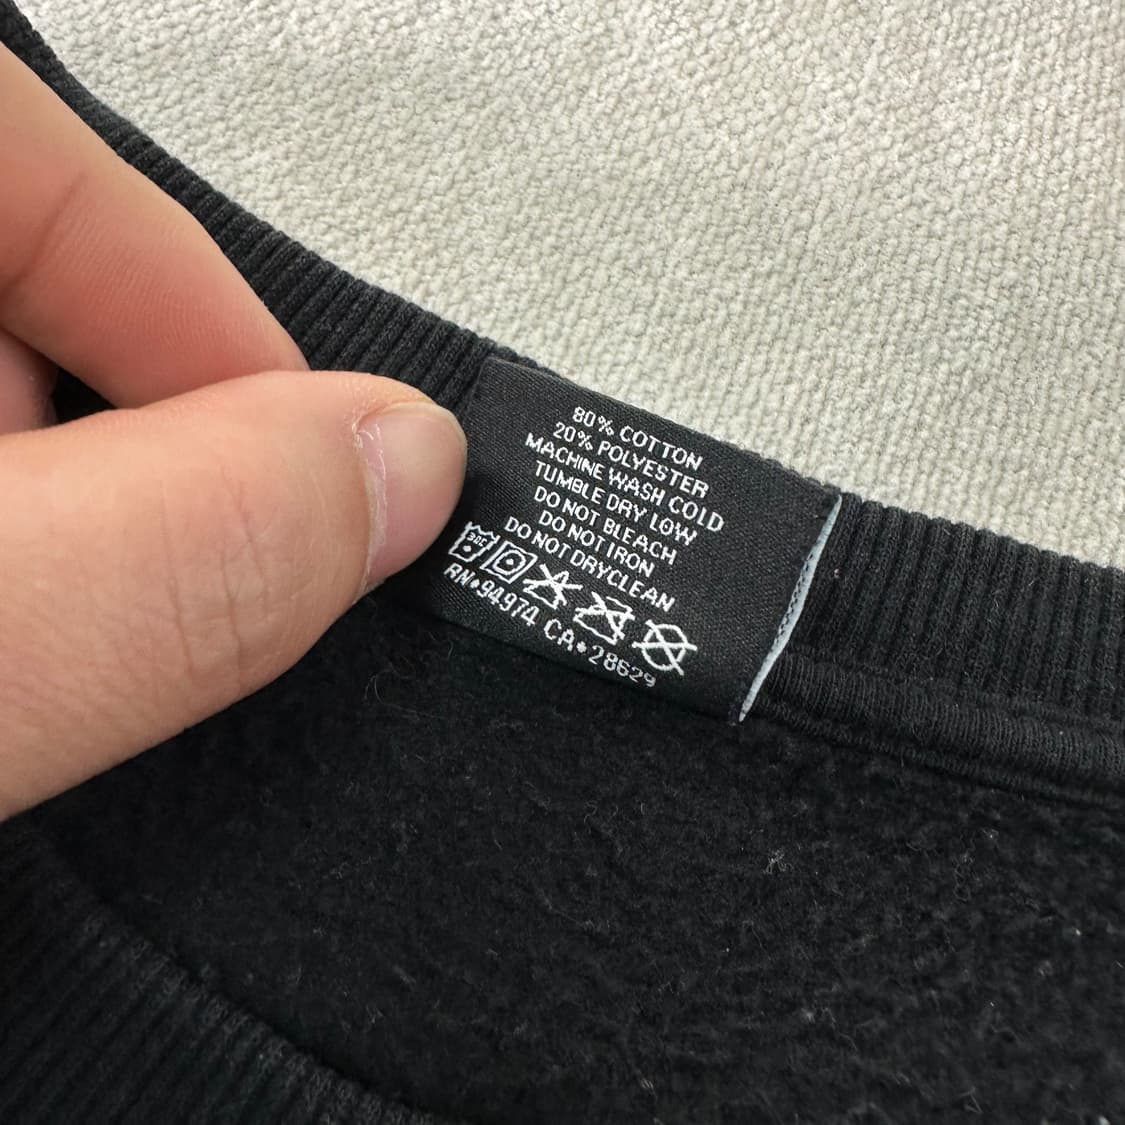 80% COTTON
20% POLYESTER
MACHINE WASH COLD
TUMBLE DRY LOW
DO NOT BLEACH
DO NOT IRON
DO NOT DRYCLEAN
30C
RN*94974 CA*28629